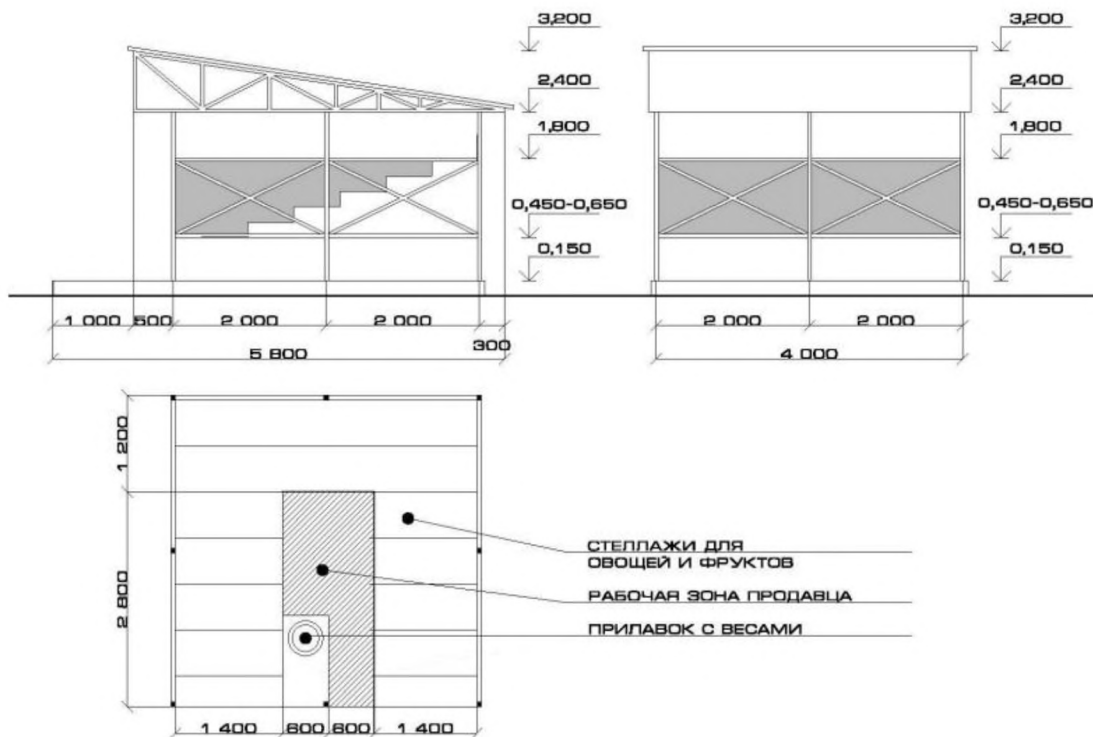 3,200
2,400
1,800
0,450-0,650
0,150
3,200
2,400
1,800
0,450-0,650
0,150
1 000 500 2 000 2 000
300
5 800
2 000 2 000
4 000
1 200
2 800
СТЕЛЛАЖИ ДЛЯ
ОВОЩЕЙ И ФРУКТОВ
РАБОЧАЯ ЗОНА ПРОДАВЦА
ПРИЛАВОК С ВЕСАМИ
1 400 600 600 1 400